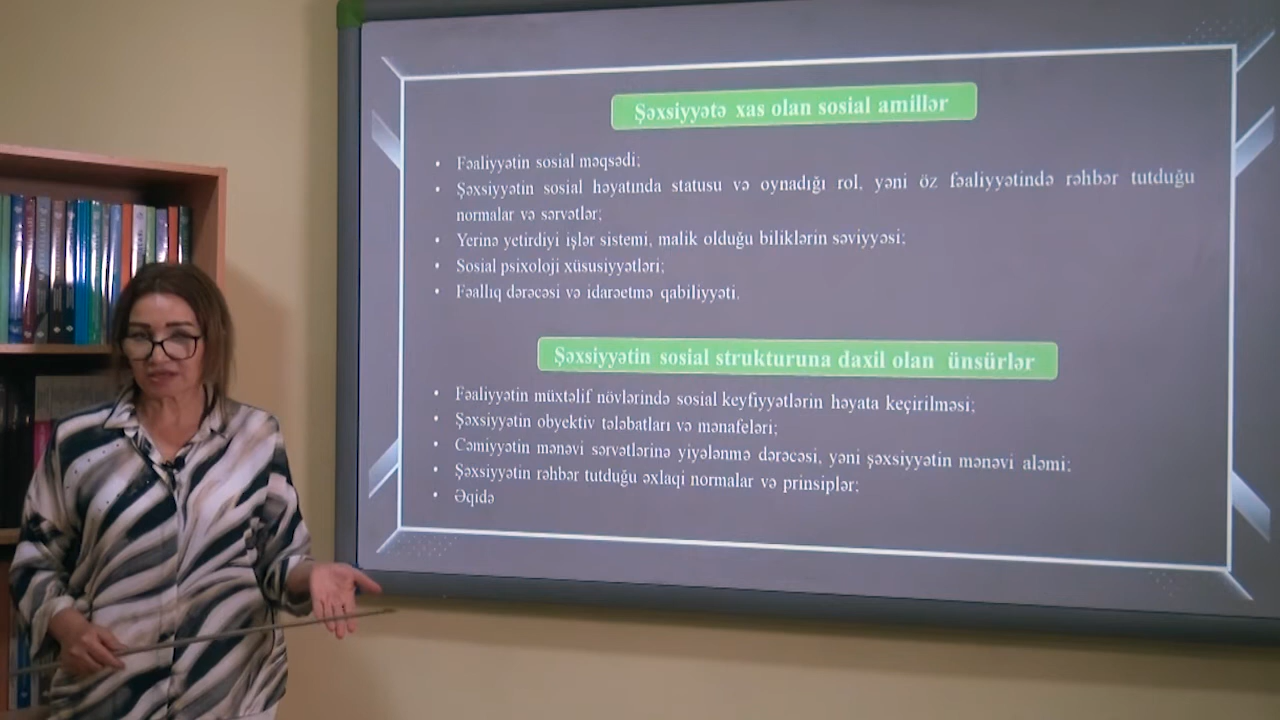 Şəxsiyyətə xas olan sosial amillər
• Fəaliyyətin sosial məqsədi;
• Şəxsiyyətin sosial həyatında statusu və oynadığı rol, yəni öz fəaliyyətində rəhbər tutduğu
normalar və sərvətlər;
• Yerinə yetirdiyi işlər sistemi, malik olduğu biliklərin səviyyəsi;
• Sosial psixoloji xüsusiyyətləri;
• Fəallıq dərəcəsi və idarəetmə qabiliyyəti.
Şəxsiyyətin sosial strukturuna daxil olan ünsürlər
• Fəaliyyətin müxtəlif növlərində sosial keyfiyyətlərin həyata keçirilməsi;
• Şəxsiyyətin obyektiv tələbatları və mənafeləri;
• Cəmiyyətin mənəvi sərvətlərinə yiyələnmə dərəcəsi, yəni şəxsiyyətin mənəvi aləmi;
• Şəxsiyyətin rəhbər tutduğu əxlaqi normalar və prinsiplər;
• Əqidə